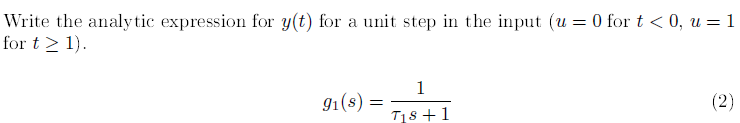 Write the analytic expression for y(t) for a unit step in the input (u = 0 for t < 0, u = 1
for t ≥ 1).
g₁(s) = 1 / (τ₁s + 1) (2)